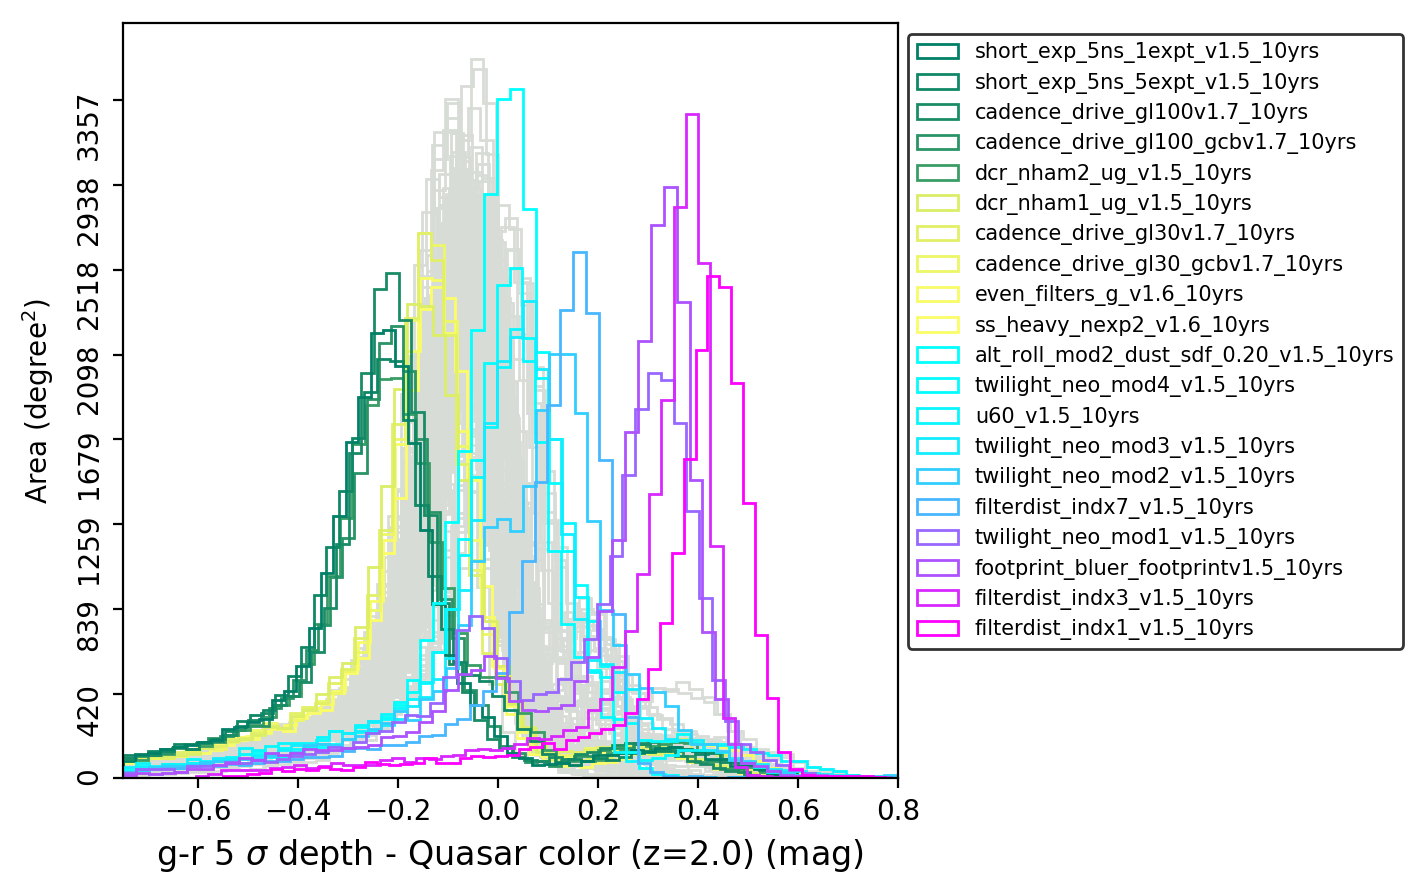 3357
2938
2518
2098
1679
1259
839
420
0
Area (degree²)
−0.6 −0.4 −0.2 0.0 0.2 0.4 0.6 0.8
g-r 5 σ depth - Quasar color (z=2.0) (mag)
short_exp_5ns_1expt_v1.5_10yrs
short_exp_5ns_5expt_v1.5_10yrs
cadence_drive_gl100v1.7_10yrs
cadence_drive_gl100_gcbv1.7_10yrs
dcr_nham2_ug_v1.5_10yrs
dcr_nham1_ug_v1.5_10yrs
cadence_drive_gl30v1.7_10yrs
cadence_drive_gl30_gcbv1.7_10yrs
even_filters_g_v1.6_10yrs
ss_heavy_nexp2_v1.6_10yrs
alt_roll_mod2_dust_sdf_0.20_v1.5_10yrs
twilight_neo_mod4_v1.5_10yrs
u60_v1.5_10yrs
twilight_neo_mod3_v1.5_10yrs
twilight_neo_mod2_v1.5_10yrs
filterdist_indx7_v1.5_10yrs
twilight_neo_mod1_v1.5_10yrs
footprint_bluer_footprintv1.5_10yrs
filterdist_indx3_v1.5_10yrs
filterdist_indx1_v1.5_10yrs